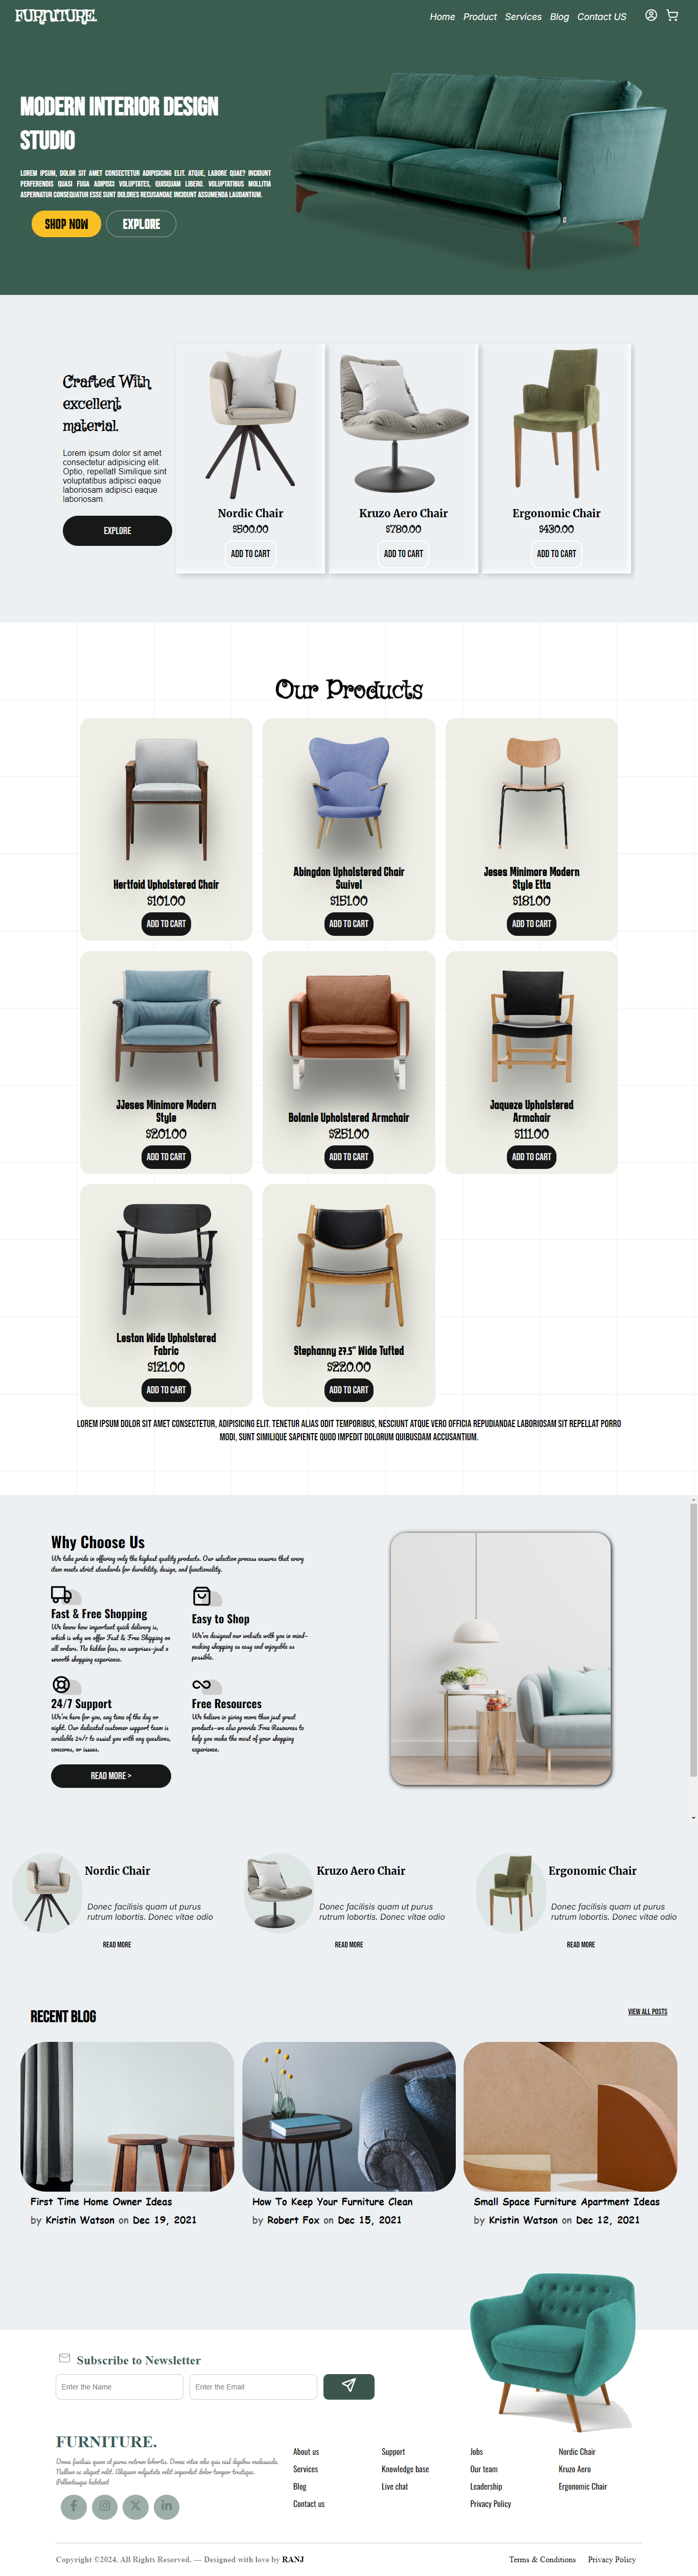 FURNITURE.
Home Product Services Blog Contact US
MODERN INTERIOR DESIGN
STUDIO
LOREM IPSUM, DOLOR SIT AMET CONSECTETUR ADIPISICING ELIT. ATQUE, LABORE QUAE? INCIDUNT
PERFERENDIS QUASI FUGA ADIPISCI VOLUPTATES, QUISQUAM LIBERO. VOLUPTATIBUS MOLLITIA
ASPERNATUR CONSEQUATUR ESSE SUNT DOLORES RECUSANDAE INCIDUNT ASSUMENDA LAUDANTIUM.
SHOP NOW EXPLORE
Crafted With
excellent
material.
Lorem ipsum dolor sit amet
consectetur adipisicing elit.
Optio, repellat! Similique sint
voluptatibus adipisci eaque
laboriosam adipisci eaque
laboriosam.
EXPLORE
Nordic Chair
$500.00
ADD TO CART
Kruzo Aero Chair
$780.00
ADD TO CART
Ergonomic Chair
$430.00
ADD TO CART
Our Products
Hertfoid Upholstered Chair
$101.00
ADD TO CART
Abingdon Upholstered Chair
Swivel
$151.00
ADD TO CART
Jeses Minimore Modern
Style Etta
$181.00
ADD TO CART
JJeses Minimore Modern
Style
$201.00
ADD TO CART
Bolanle Upholstered Armchair
$251.00
ADD TO CART
Jaqueze Upholstered
Armchair
$111.00
ADD TO CART
Leston Wide Upholstered
Fabric
$121.00
ADD TO CART
Stephanny 27.5" Wide Tufted
$220.00
ADD TO CART
LOREM IPSUM DOLOR SIT AMET CONSECTETUR, ADIPISICING ELIT. TENETUR ALIAS ODIT TEMPORIBUS, NESCIUNT ATQUE VERO OFFICIA REPUDIANDAE LABORIOSAM SIT REPELLAT PORRO
MODI, SUNT SIMILIQUE SAPIENTE QUOD IMPEDIT DOLORUM QUIBUSDAM ACCUSANTIUM.
Why Choose Us
We take pride in offering only the highest quality products. Our selection process ensures that every
item meets strict standards for durability, design, and functionality.
Fast & Free Shopping
We know how important quick delivery is,
which is why we offer Fast & Free Shipping on
all orders. No hidden fees, no surprises—just a
smooth shopping experience.
Easy to Shop
We've designed our website with you in mind—
making shopping as easy and enjoyable as
possible.
24/7 Support
We're here for you, any time of the day or
night. Our dedicated customer support team is
available 24/7 to assist you with any questions,
concerns, or issues.
Free Resources
We believe in giving more than just great
products—we also provide Free Resources to
help you make the most of your shopping
experience.
READ MORE >
Nordic Chair
Donec facilisis quam ut purus
rutrum lobortis. Donec vitae odio
READ MORE
Kruzo Aero Chair
Donec facilisis quam ut purus
rutrum lobortis. Donec vitae odio
READ MORE
Ergonomic Chair
Donec facilisis quam ut purus
rutrum lobortis. Donec vitae odio
READ MORE
RECENT BLOG
VIEW ALL POSTS
First Time Home Owner Ideas
by Kristin Watson on Dec 19, 2021
How To Keep Your Furniture Clean
by Robert Fox on Dec 15, 2021
Small Space Furniture Apartment Ideas
by Kristin Watson on Dec 12, 2021
Subscribe to Newsletter
Enter the Name
Enter the Email
FURNITURE.
Donec facilisis quam ut purus rutrum lobortis. Donec vitae odio quis nisl dapibus malesuada.
Nullam ac aliquet velit. Aliquam vulputate velit imperdiet dolor tempor tristique.
Pellentesque habitant
About us
Services
Blog
Contact us
Support
Knowledge base
Live chat
Jobs
Our team
Leadership
Privacy Policy
Nordic Chair
Kruzo Aero
Ergonomic Chair
Copyright ©2024. All Rights Reserved. — Designed with love by RANJ
Terms & Conditions Privacy Policy